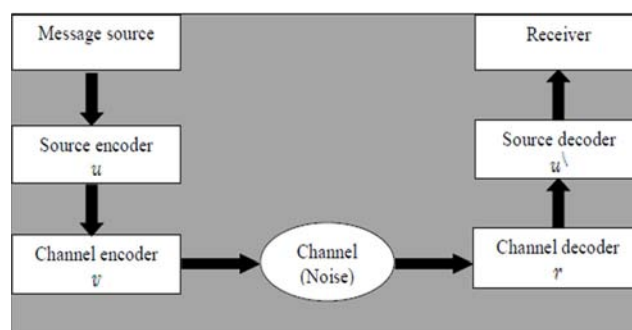 Message source
Source encoder
u
Channel encoder
v
Channel
(Noise)
Receiver
Source decoder
u\
Channel decoder
r